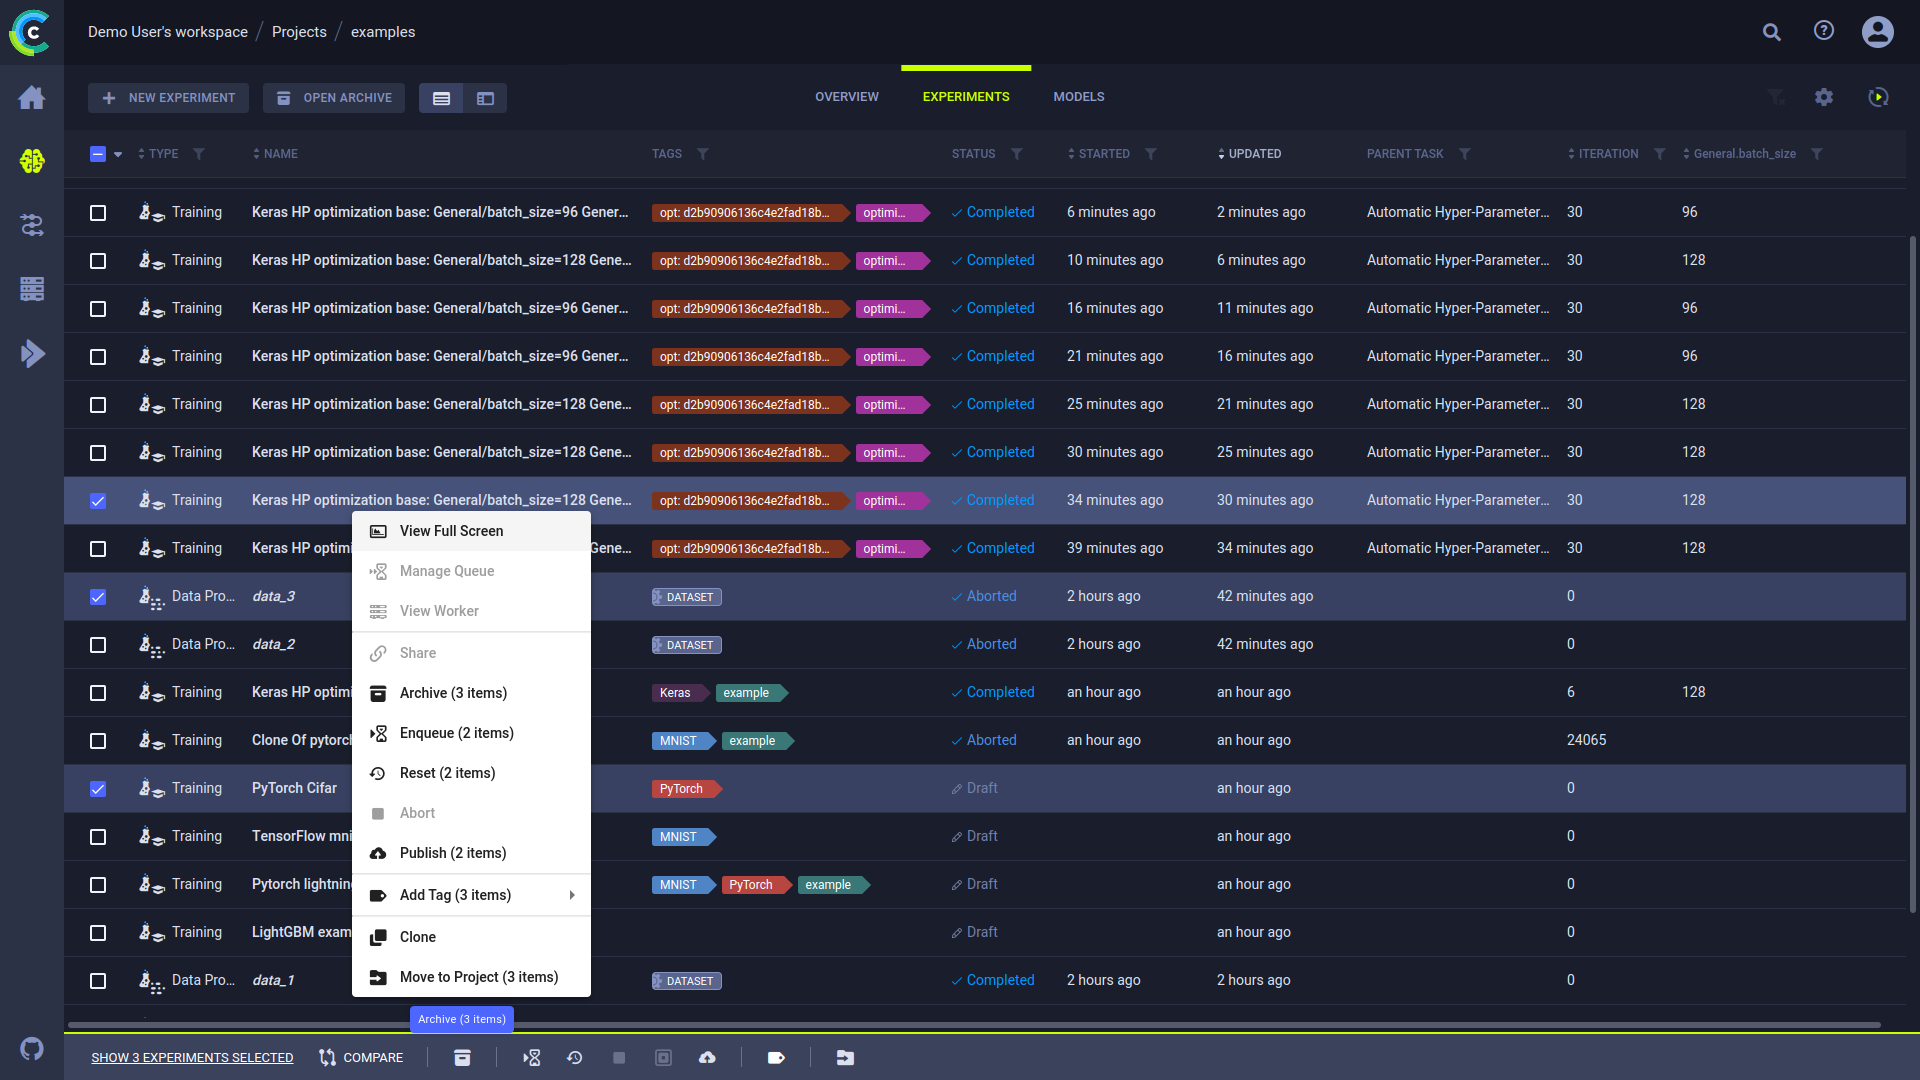 Demo User's workspace / Projects / examples
NEW EXPERIMENT OPEN ARCHIVE OVERVIEW EXPERIMENTS MODELS
TYPE NAME TAGS STATUS STARTED UPDATED PARENT TASK ITERATION General.batch_size
Training Keras HP optimization base: General/batch_size=96 Gener... opt: d2b90906136c4e2fad18b... optimi... Completed 6 minutes ago 2 minutes ago Automatic Hyper-Parameter... 30 96
Training Keras HP optimization base: General/batch_size=128 Gene... opt: d2b90906136c4e2fad18b... optimi... Completed 10 minutes ago 6 minutes ago Automatic Hyper-Parameter... 30 128
Training Keras HP optimization base: General/batch_size=96 Gener... opt: d2b90906136c4e2fad18b... optimi... Completed 16 minutes ago 11 minutes ago Automatic Hyper-Parameter... 30 96
Training Keras HP optimization base: General/batch_size=96 Gener... opt: d2b90906136c4e2fad18b... optimi... Completed 21 minutes ago 16 minutes ago Automatic Hyper-Parameter... 30 96
Training Keras HP optimization base: General/batch_size=128 Gene... opt: d2b90906136c4e2fad18b... optimi... Completed 25 minutes ago 21 minutes ago Automatic Hyper-Parameter... 30 128
Training Keras HP optimization base: General/batch_size=128 Gene... opt: d2b90906136c4e2fad18b... optimi... Completed 30 minutes ago 25 minutes ago Automatic Hyper-Parameter... 30 128
Training Keras HP optimization base: General/batch_size=128 Gene... opt: d2b90906136c4e2fad18b... optimi... Completed 34 minutes ago 30 minutes ago Automatic Hyper-Parameter... 30 128
Training Keras HP optimi Gene... opt: d2b90906136c4e2fad18b... optimi... Completed 39 minutes ago 34 minutes ago Automatic Hyper-Parameter... 30 128
Data Pro... data_3 DATASET Aborted 2 hours ago 42 minutes ago 0
Data Pro... data_2 DATASET Aborted 2 hours ago 42 minutes ago 0
Training Keras HP optimi Keras example Completed an hour ago an hour ago 6 128
Training Clone Of pytorch MNIST example Aborted an hour ago an hour ago 24065
Training PyTorch Cifar PyTorch Draft an hour ago 0
Training TensorFlow mni MNIST Draft an hour ago 0
Training Pytorch lightnin MNIST PyTorch example Draft an hour ago 0
Training LightGBM exam Draft an hour ago 0
Data Pro... data_1 DATASET Completed 2 hours ago 2 hours ago 0
View Full Screen
Manage Queue
View Worker
Share
Archive (3 items)
Enqueue (2 items)
Reset (2 items)
Abort
Publish (2 items)
Add Tag (3 items)
Clone
Move to Project (3 items)
Archive (3 items)
SHOW 3 EXPERIMENTS SELECTED COMPARE